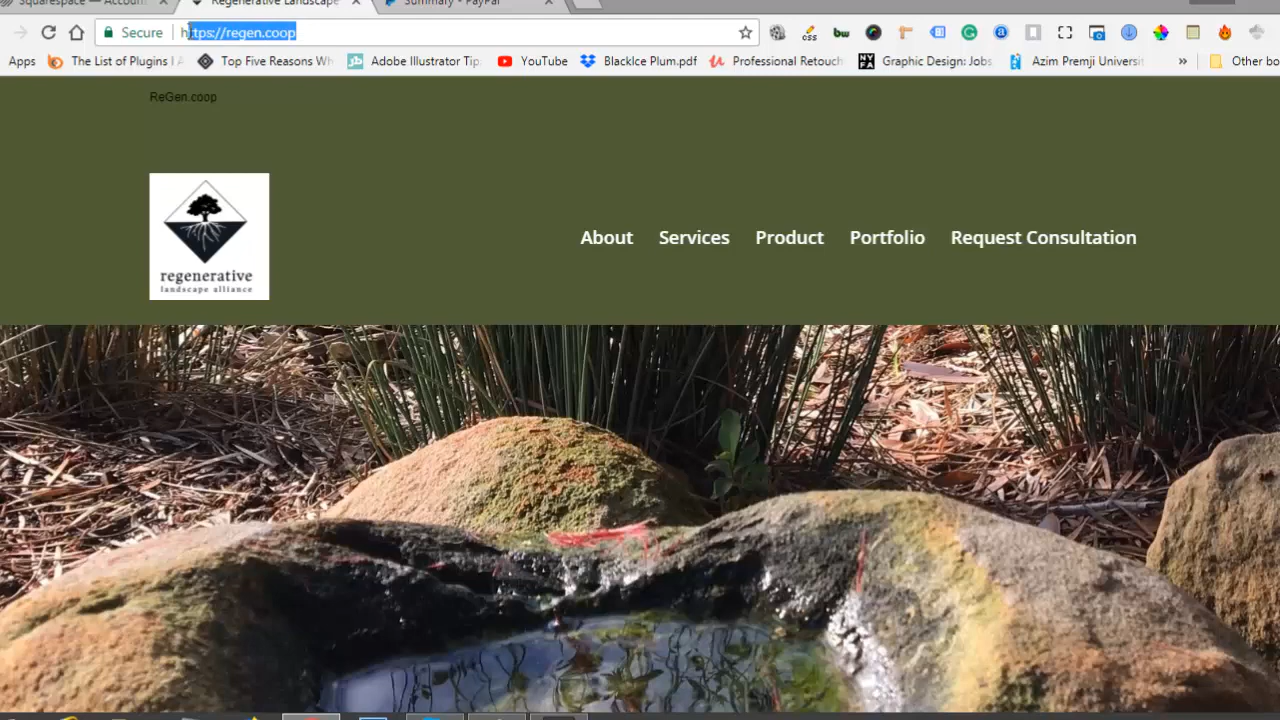 Squarespace — Accoun
Regenerative Landscape
Summary - PayPal
Secure https://regen.coop
Apps The List of Plugins I A Top Five Reasons Wh Adobe Illustrator Tip YouTube Blackice Plum.pdf Professional Retouch Graphic Design: Jobs Azim Premji Universit » Other bo
ReGen.coop
regenerative
landscape alliance
About Services Product Portfolio Request Consultation